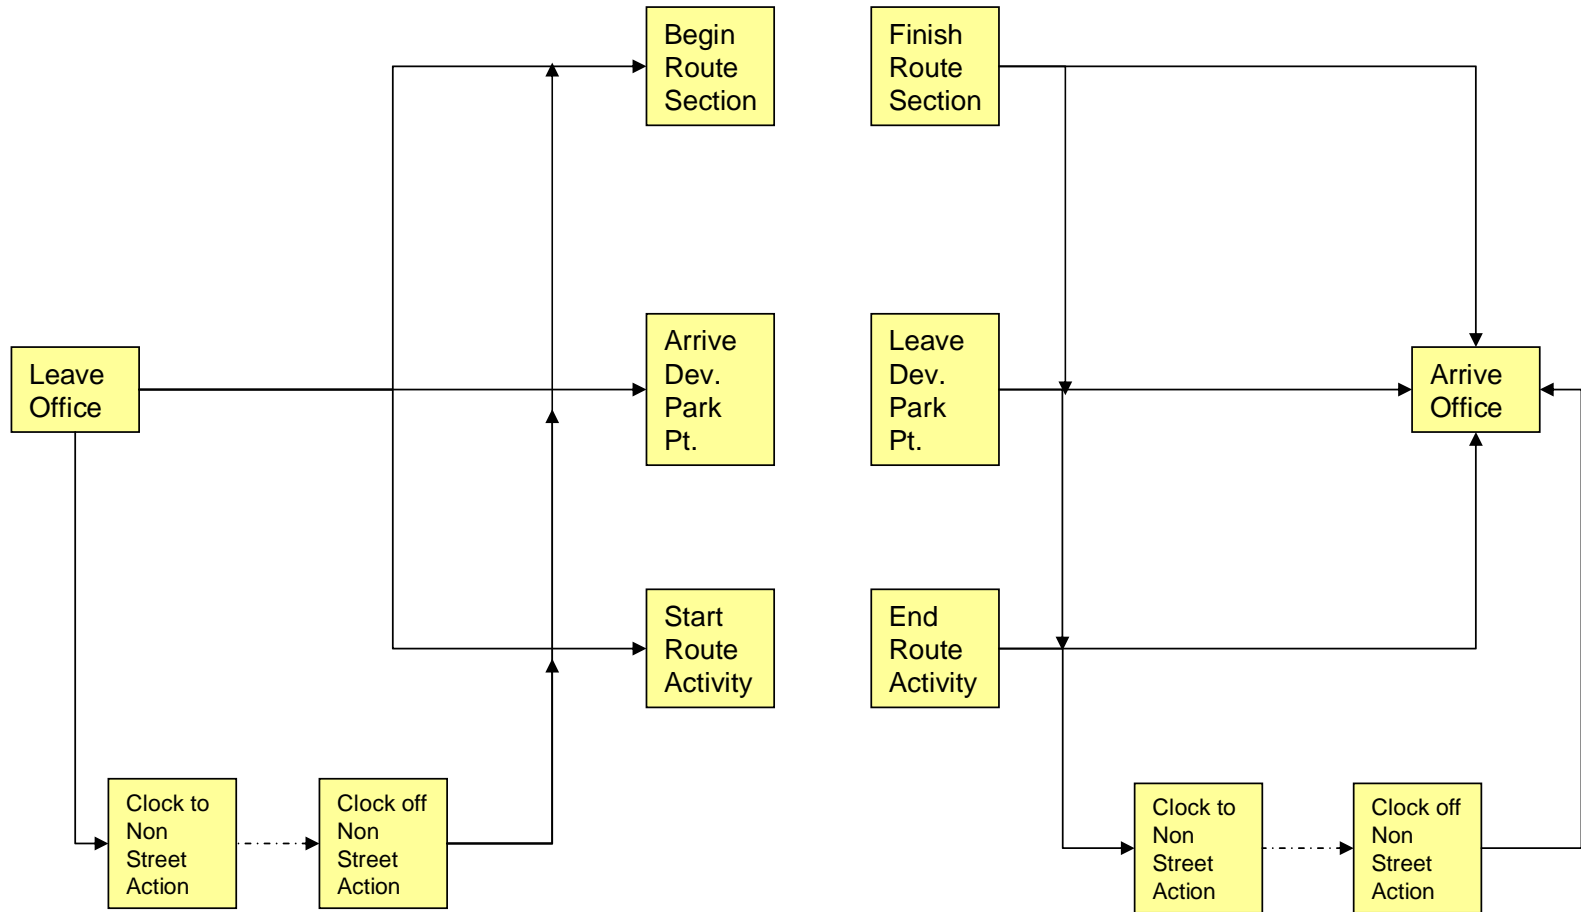 Begin
Route
Section
Finish
Route
Section
Leave
Office
Arrive
Dev.
Park
Pt.
Leave
Dev.
Park
Pt.
Arrive
Office
Start
Route
Activity
End
Route
Activity
Clock to
Non
Street
Action
Clock off
Non
Street
Action
Clock to
Non
Street
Action
Clock off
Non
Street
Action